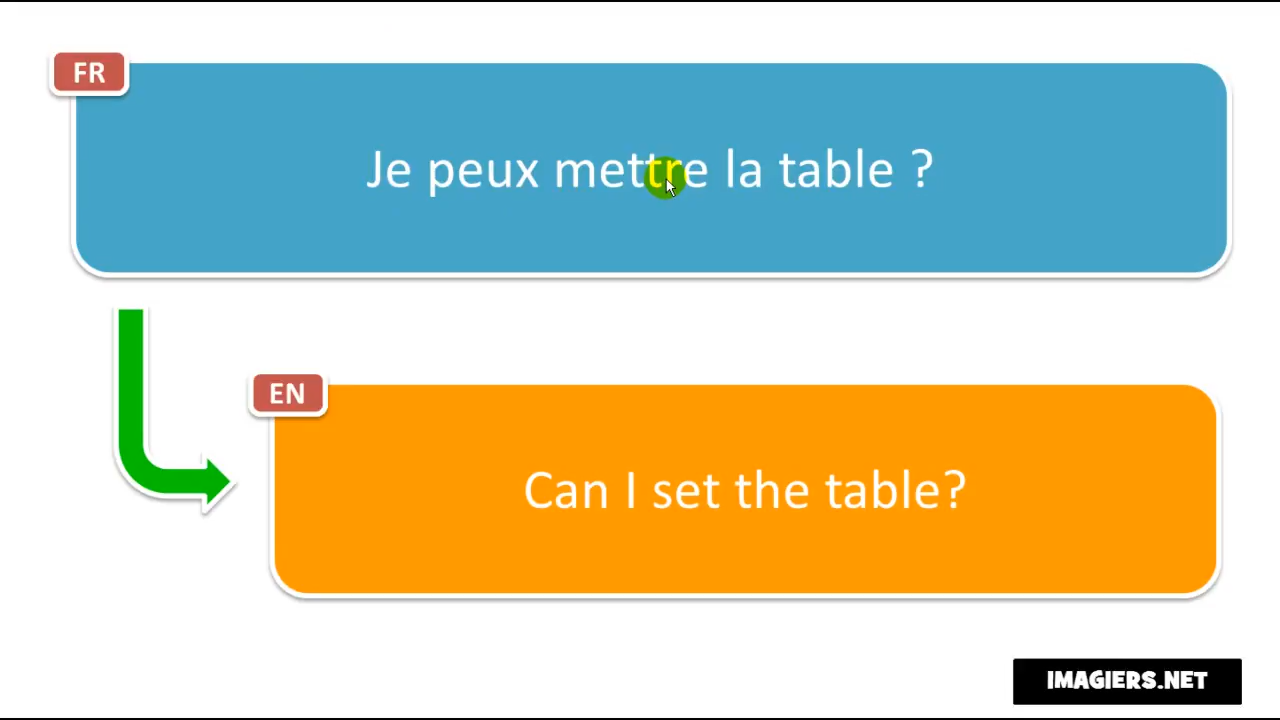 FR
Je peux mettre la table ?
EN
Can I set the table?
IMAGIERS.NET